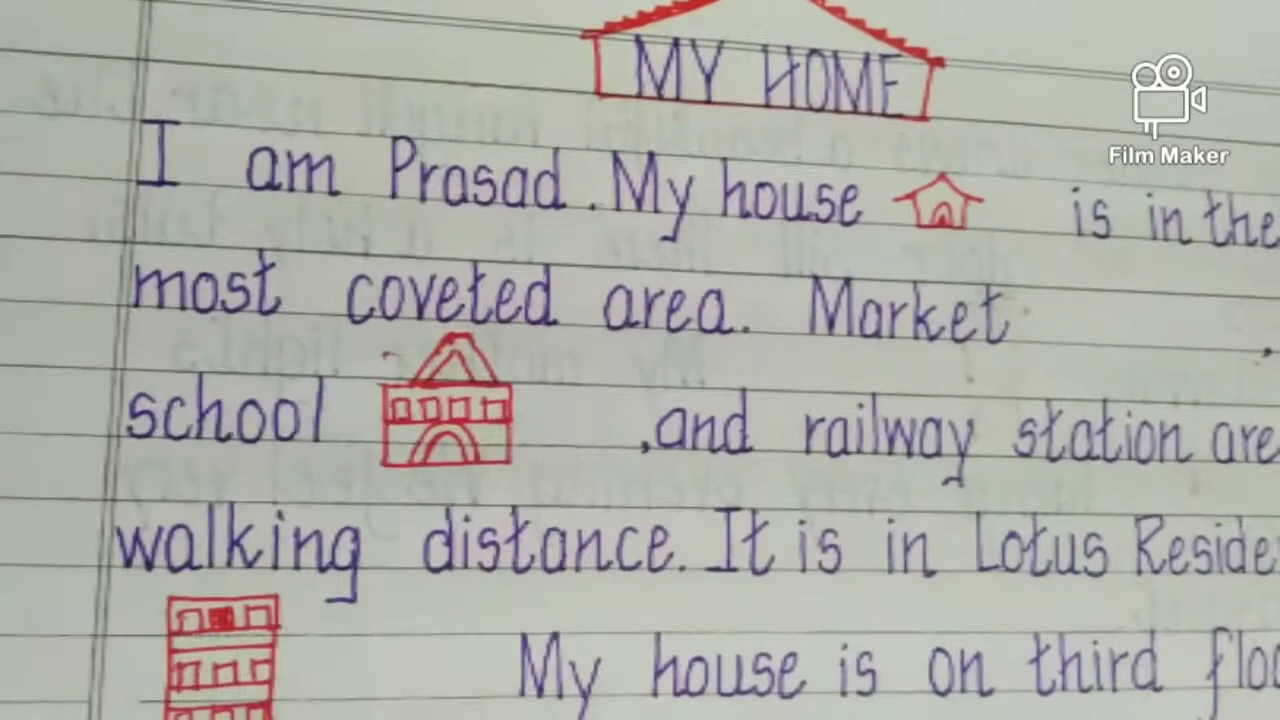 MY HOME
Film Maker
I am Prasad. My house is in the
most coveted area. Market
school ,and railway station are
walking distance. It is in Lotus Reside
My house is on third floo